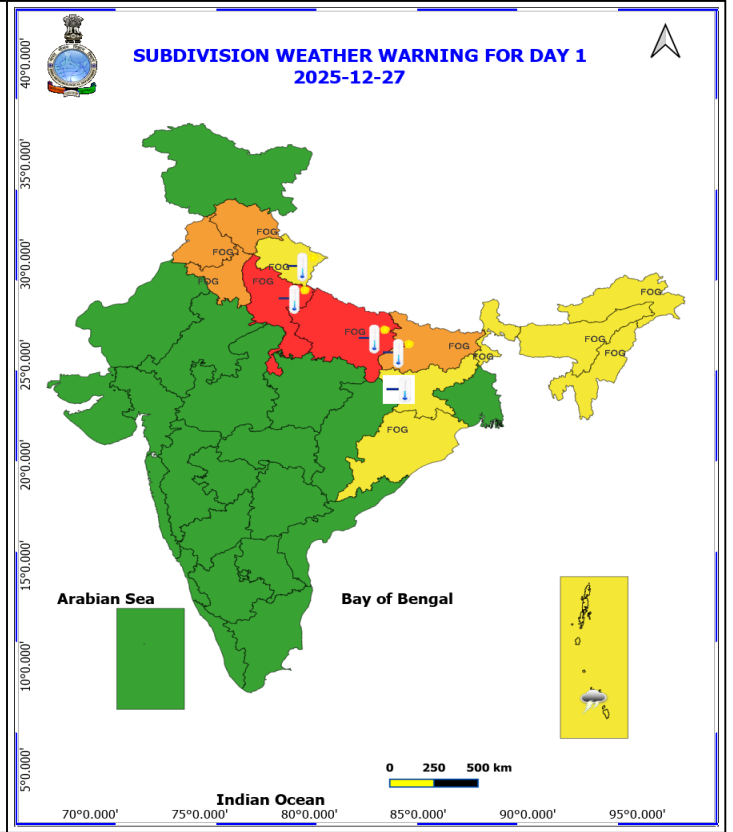 SUBDIVISION WEATHER WARNING FOR DAY 1
2025-12-27
40°0.000'
35°0.000'
30°0.000'
25°0.000'
20°0.000'
15°0.000'
10°0.000'
5°0.000'
FOG
FOG
FOG
FOG
FOG
FOG
FOG
FOG
FOG
FOG
FOG
FOG
Arabian Sea
Bay of Bengal
0 250 500 km
Indian Ocean
70°0.000' 75°0.000' 80°0.000' 85°0.000' 90°0.000' 95°0.000'